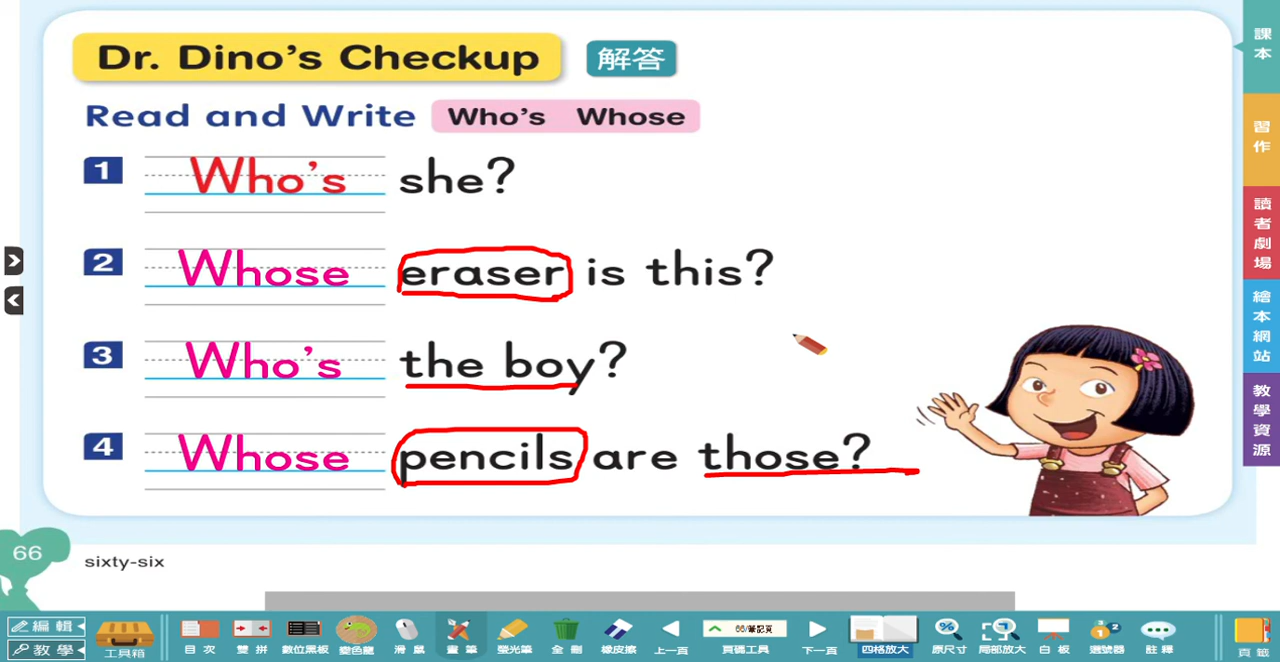 Dr. Dino's Checkup 解答
Read and Write Who's Whose
1 Who's she?
2 Whose eraser is this?
3 Who's the boy?
4 Whose pencils are those?
66
sixty-six
課本
習作
讀者劇場
繪本網站
教學資源
編輯
教學
工具箱 目次 雙拼 數位黑板 變色龍 滑鼠 畫筆 螢光筆 全刪 橡皮擦 上一頁 66/筆記頁 頁碼工具 下一頁 四格放大 原尺寸 局部放大 白板 選號器 註釋 頁籤